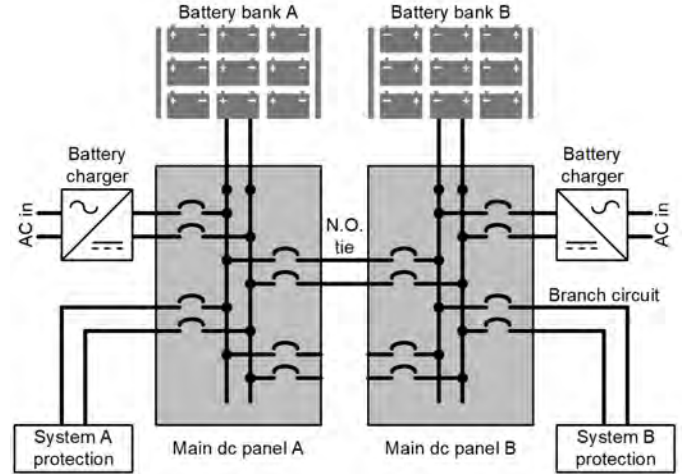 Battery bank A
Battery bank B
Battery
charger
Battery
charger
AC in
N.O.
tie
AC in
Branch circuit
System A
protection
Main dc panel A
Main dc panel B
System B
protection